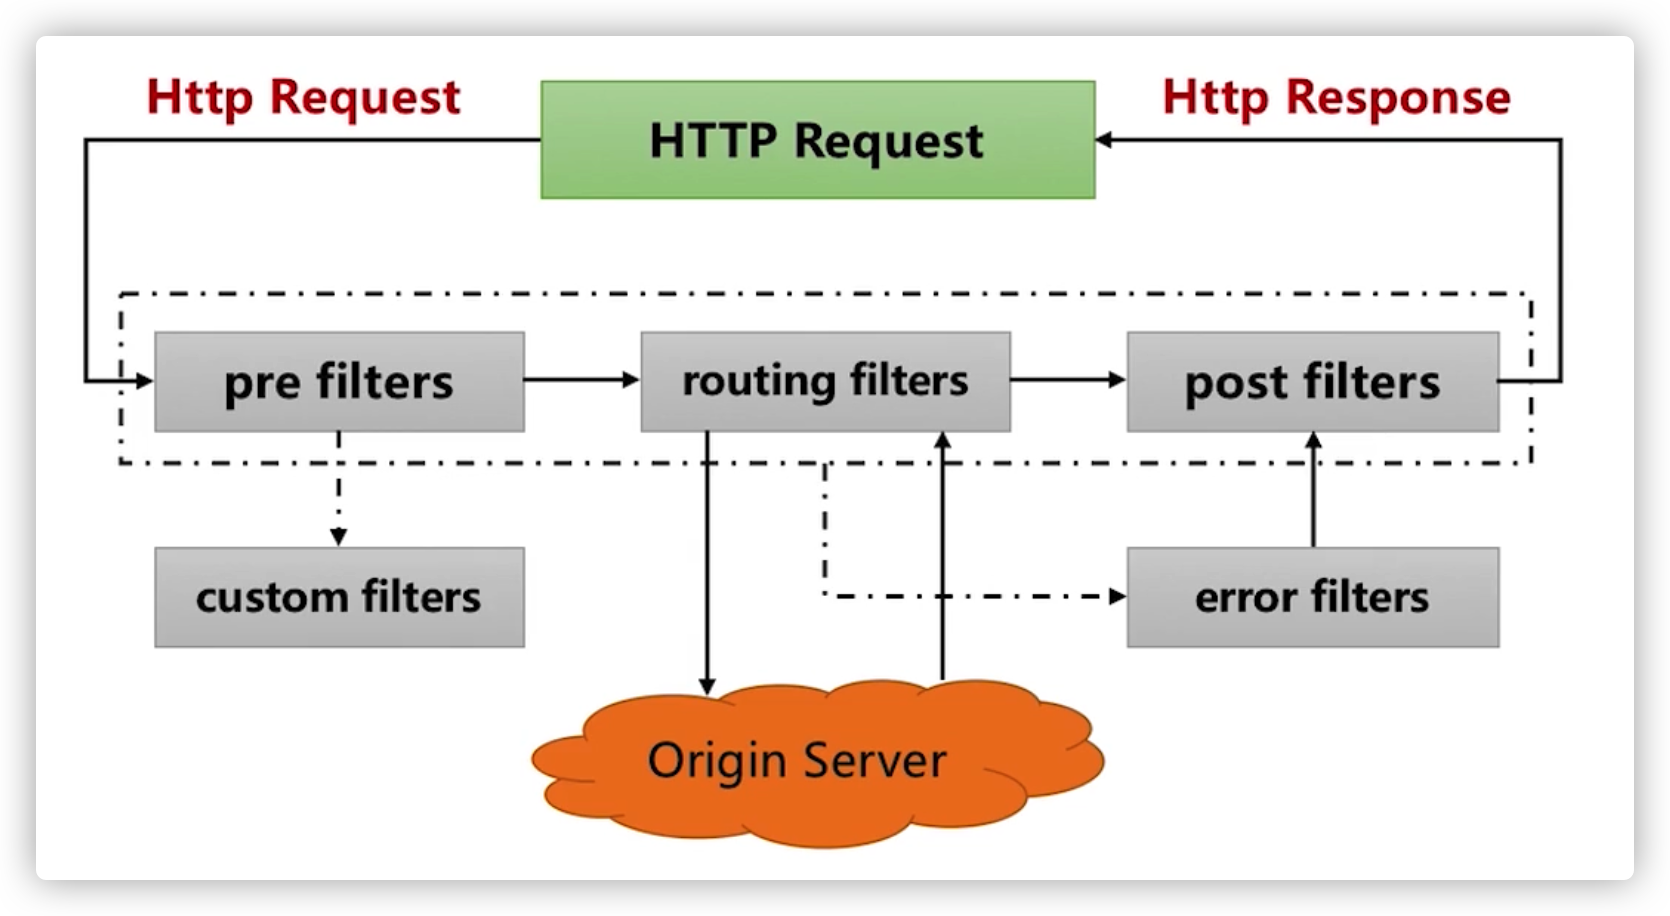 Http Request
HTTP Request
Http Response
pre filters
routing filters
post filters
custom filters
error filters
Origin Server